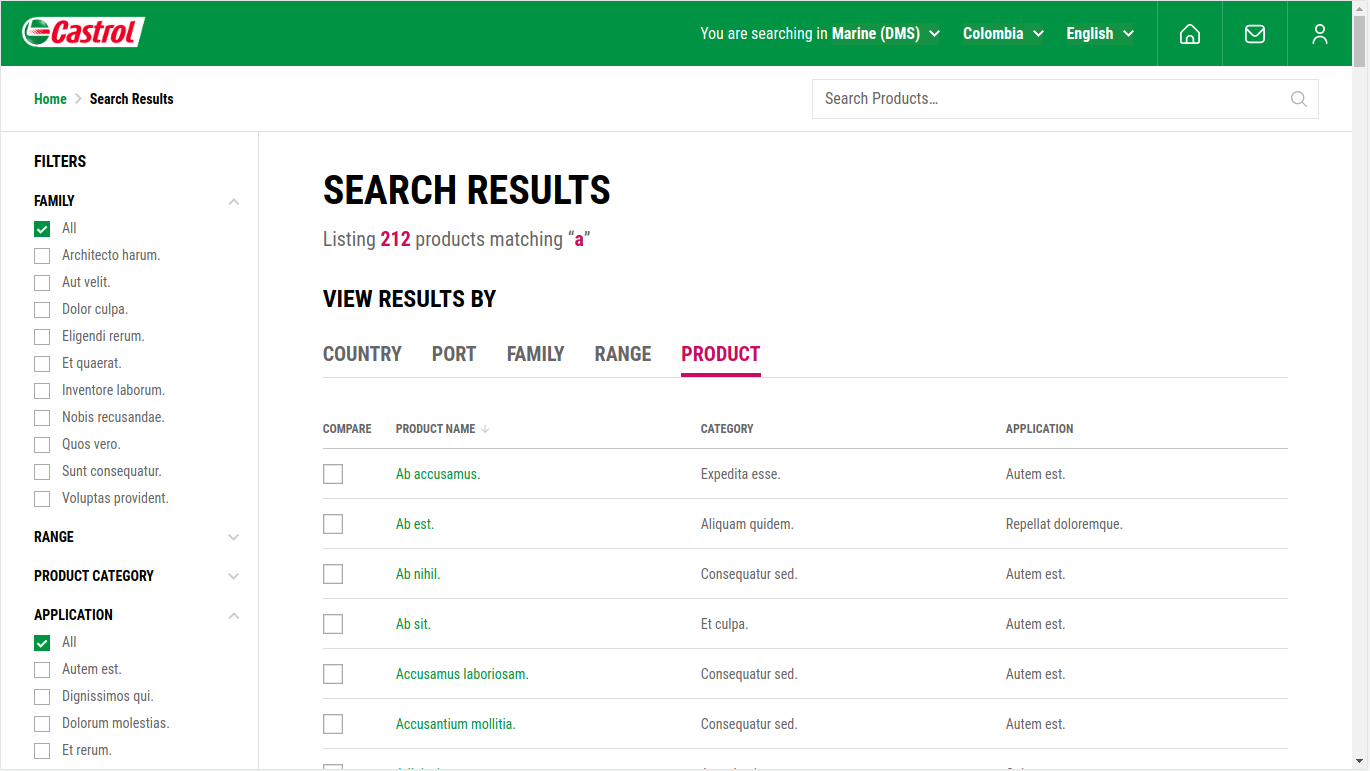 Castrol
You are searching in Marine (DMS) Colombia English
Home Search Results
Search Products...
FILTERS
FAMILY
All
Architecto harum.
Aut velit.
Dolor culpa.
Eligendi rerum.
Et quaerat.
Inventore laborum.
Nobis recusandae.
Quos vero.
Sunt consequatur.
Voluptas provident.
RANGE
PRODUCT CATEGORY
APPLICATION
All
Autem est.
Dignissimos qui.
Dolorum molestias.
Et rerum.
SEARCH RESULTS
Listing 212 products matching “a”
VIEW RESULTS BY
COUNTRY PORT FAMILY RANGE PRODUCT
COMPARE PRODUCT NAME CATEGORY APPLICATION
Ab accusamus. Expedita esse. Autem est.
Ab est. Aliquam quidem. Repellat doloremque.
Ab nihil. Consequatur sed. Autem est.
Ab sit. Et culpa. Autem est.
Accusamus laboriosam. Consequatur sed. Autem est.
Accusantium mollitia. Consequatur sed. Autem est.